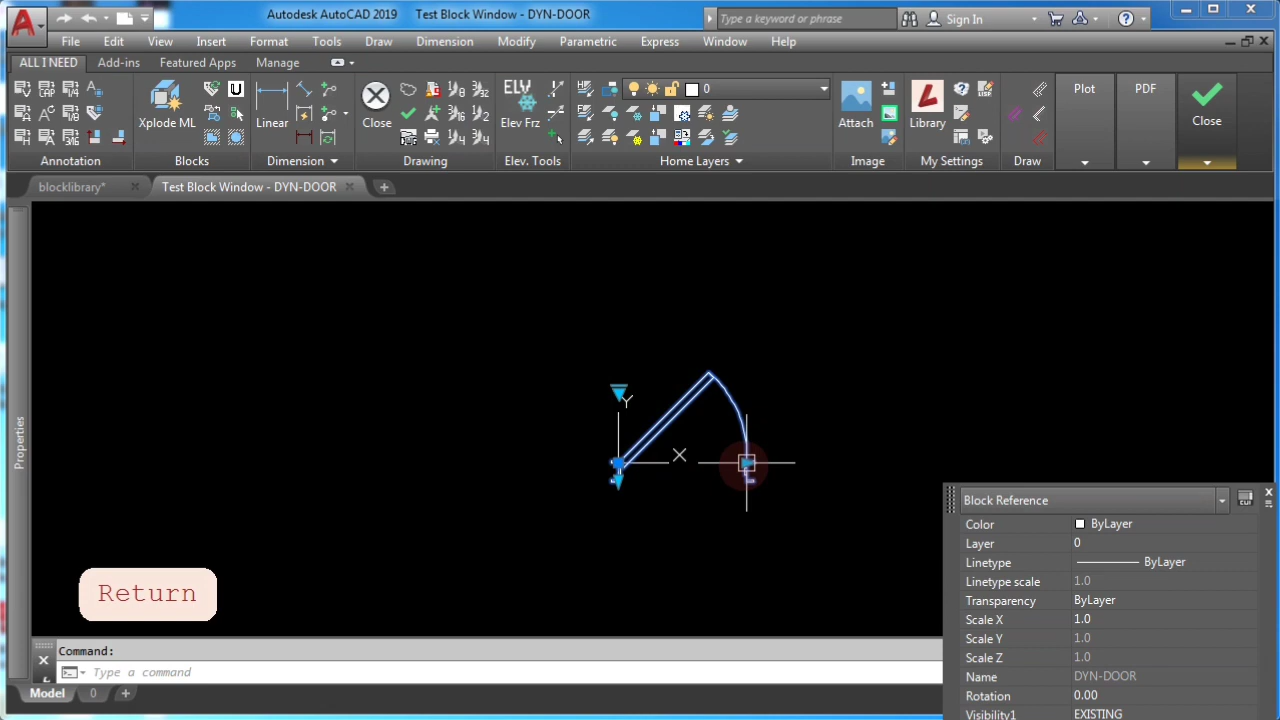 Autodesk AutoCAD 2019 Test Block Window - DYN-DOOR
Type a keyword or phrase
Sign In
File Edit View Insert Format Tools Draw Dimension Modify Parametric Express Window Help
ALL I NEED Add-ins Featured Apps Manage
ELV
0
Plot PDF
Xplode ML Linear Close Elev Frz Attach Library Close
Annotation Blocks Dimension Drawing Elev. Tools Home Layers Image My Settings Draw
blocklibrary* Test Block Window - DYN-DOOR
Properties
Y
X
Return
Block Reference
Color ByLayer
Layer 0
Linetype ByLayer
Linetype scale 1.0
Transparency ByLayer
Scale X 1.0
Scale Y 1.0
Scale Z 1.0
Name DYN-DOOR
Rotation 0.00
Visibility1 EXISTING
Command:
Type a command
Model 0